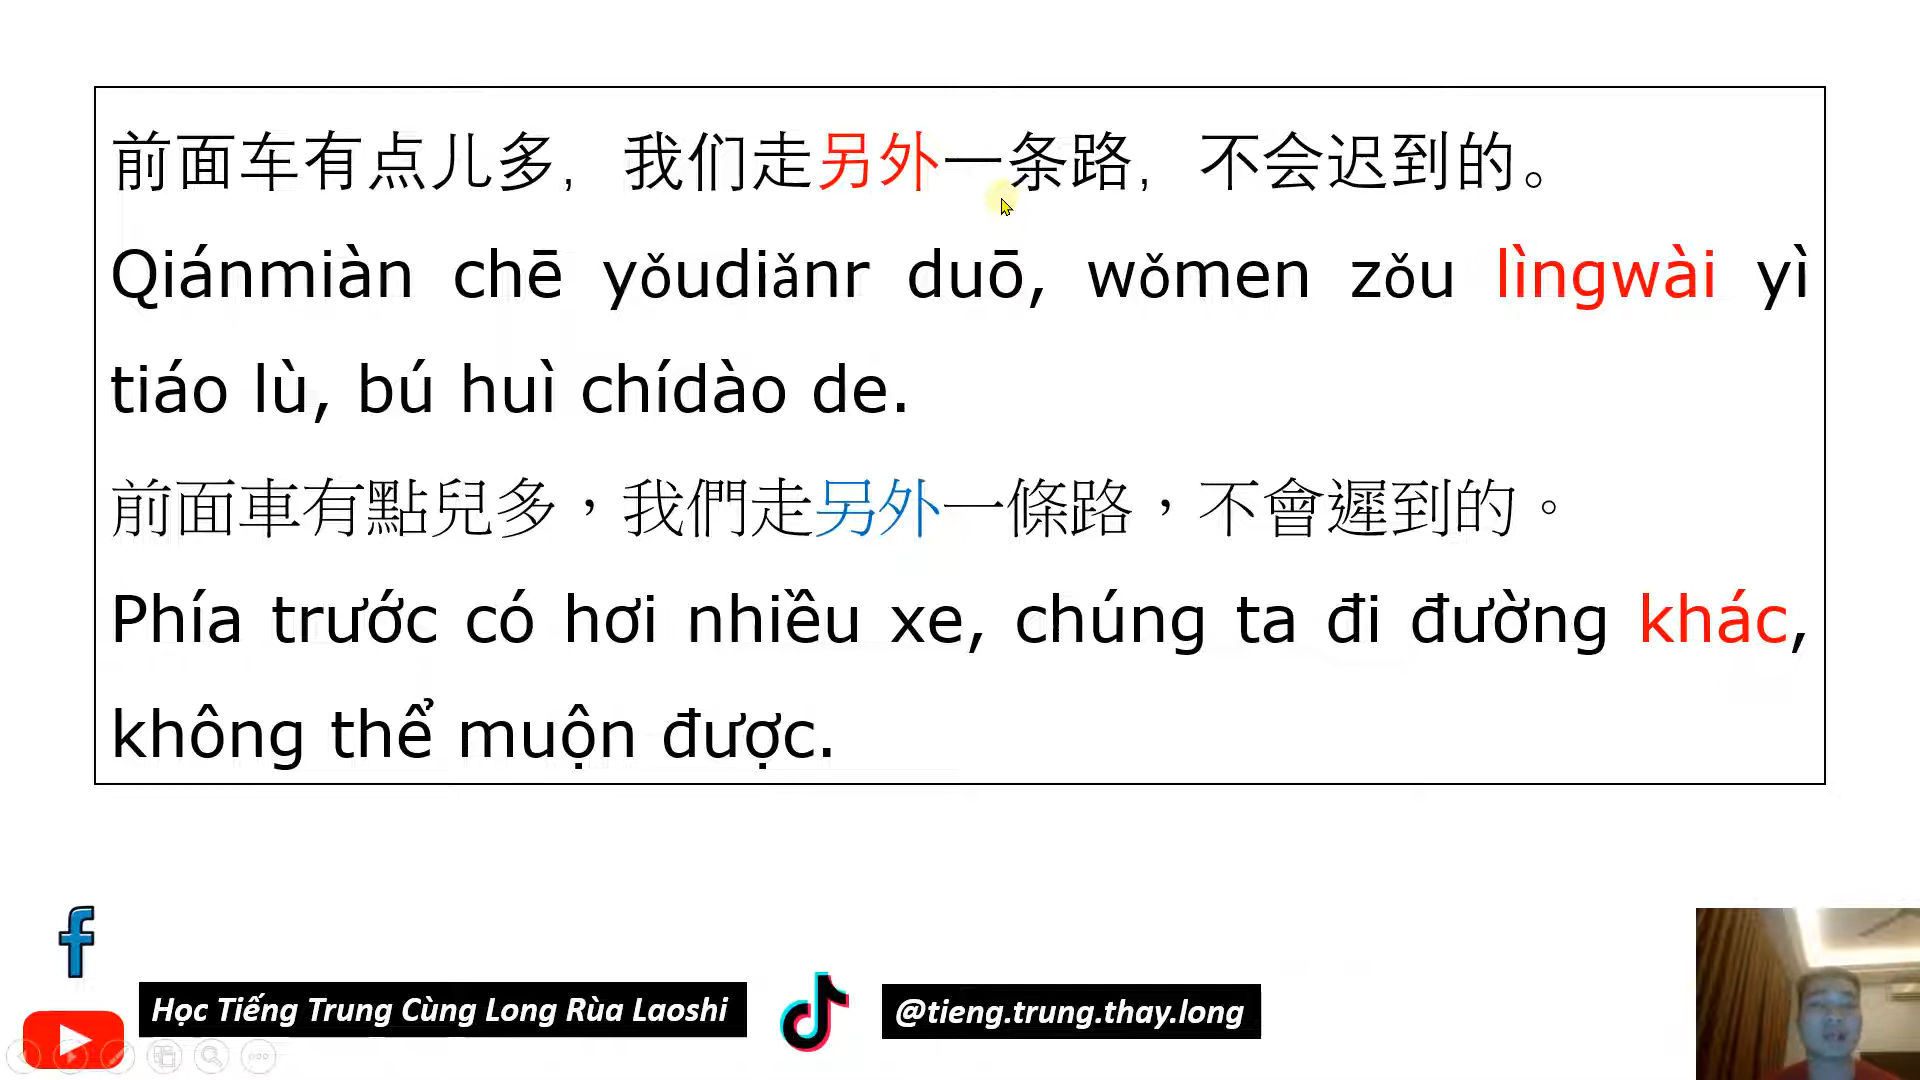 前面车有点儿多，我们走另外一条路，不会迟到的。
Qiánmiàn chē yǒudiǎnr duō, wǒmen zǒu lìngwài yì
tiáo lù, bú huì chídào de.
前面車有點兒多，我們走另外一條路，不會遲到的。
Phía trước có hơi nhiều xe, chúng ta đi đường khác,
không thể muộn được.
Học Tiếng Trung Cùng Long Rùa Laoshi
@tieng.trung.thay.long